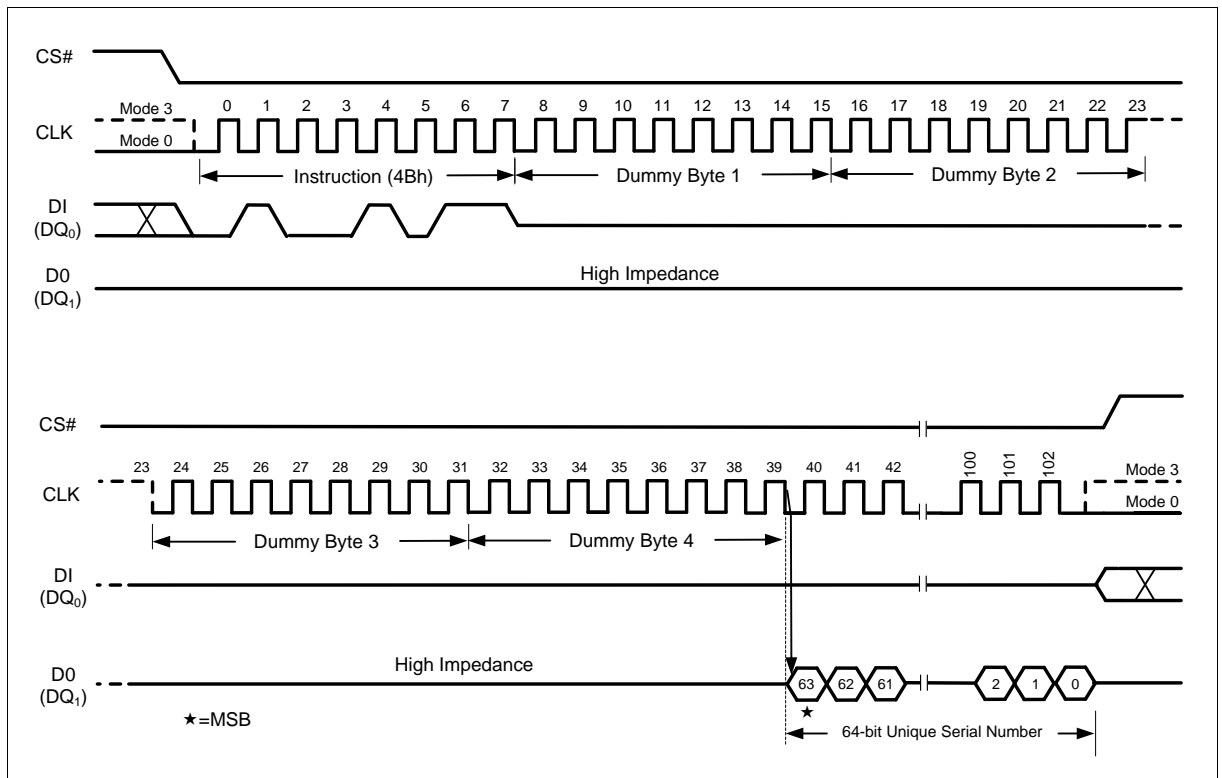 CS#
Mode 3
0 1 2 3 4 5 6 7 8 9 10 11 12 13 14 15 16 17 18 19 20 21 22 23
CLK
Mode 0
Instruction (4Bh) Dummy Byte 1 Dummy Byte 2
DI
(DQ0)
D0
(DQ1)
High Impedance
CS#
23 24 25 26 27 28 29 30 31 32 33 34 35 36 37 38 39 40 41 42 100 101 102
Mode 3
CLK
Mode 0
Dummy Byte 3 Dummy Byte 4
DI
(DQ0)
High Impedance
D0
(DQ1)
63 62 61 2 1 0
★=MSB
★
64-bit Unique Serial Number